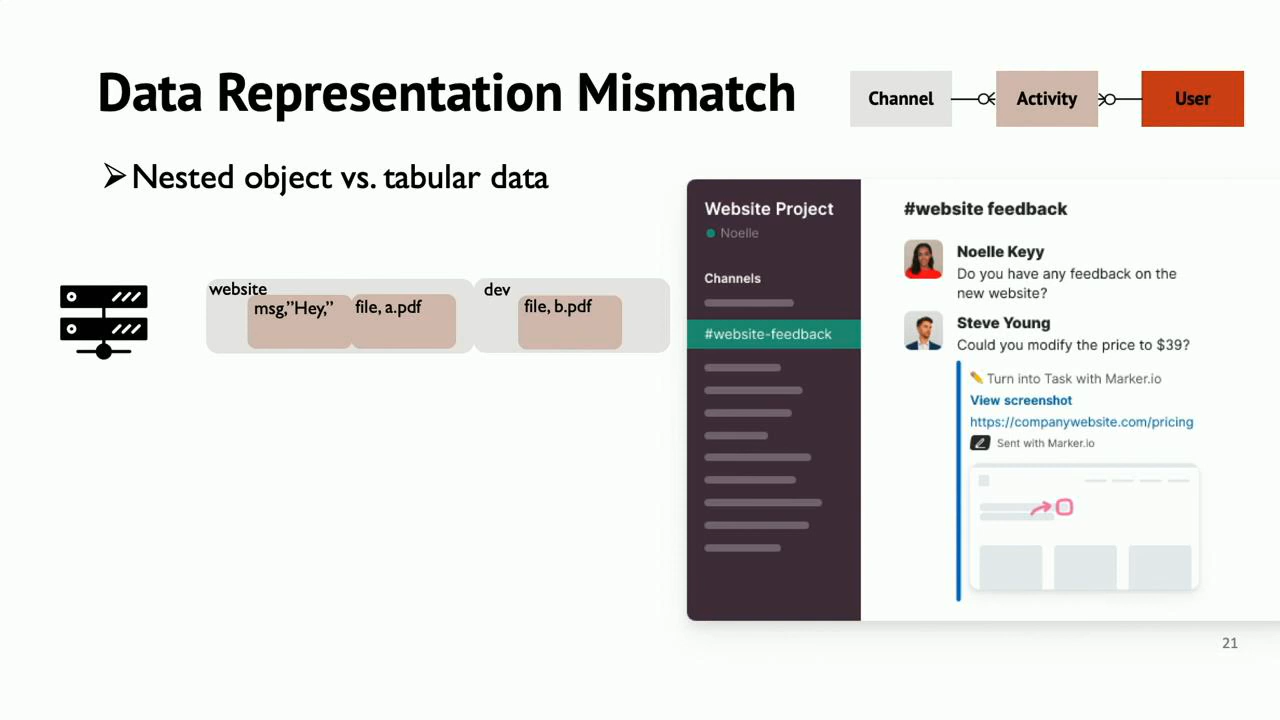 Data Representation Mismatch
Channel
Activity
User
➢Nested object vs. tabular data
website
msg,”Hey,”
file, a.pdf
dev
file, b.pdf
Website Project
Noelle
Channels
#website-feedback
#website feedback
Noelle Keyy
Do you have any feedback on the
new website?
Steve Young
Could you modify the price to $39?
✏️ Turn into Task with Marker.io
View screenshot
https://companywebsite.com/pricing
Sent with Marker.io
21